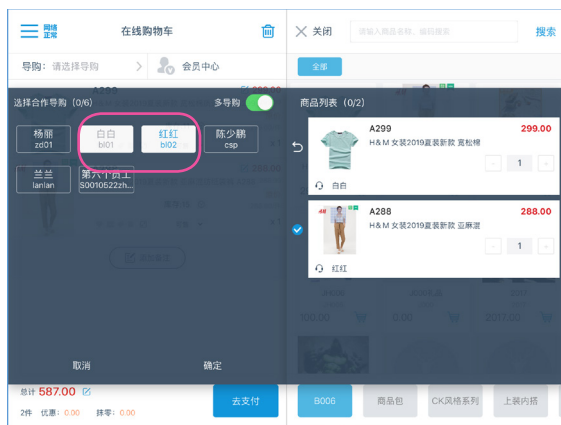 网络
正常
在线购物车
关闭
请输入商品名称、编码搜索
搜索
导购：请选择导购
会员中心
全部
选择合作导购（0/6）
多导购
商品列表（0/2）
杨丽
zd01
白白
bl01
红红
bl02
陈少鹏
csp
兰兰
lanlan
第六个员工
S0010522zh...
A299
299.00
H&M 女装2019夏装新款 宽松棉
- 1 -
白白
A288
288.00
H&M 女装2019夏装新款 亚麻混
- 1 -
红红
100.00
0.00
2017.00
取消
确定
总计 587.00
2件 优惠：0.00 抹零：0.00
去支付
B006
商品包
CK风格系列
上装内搭